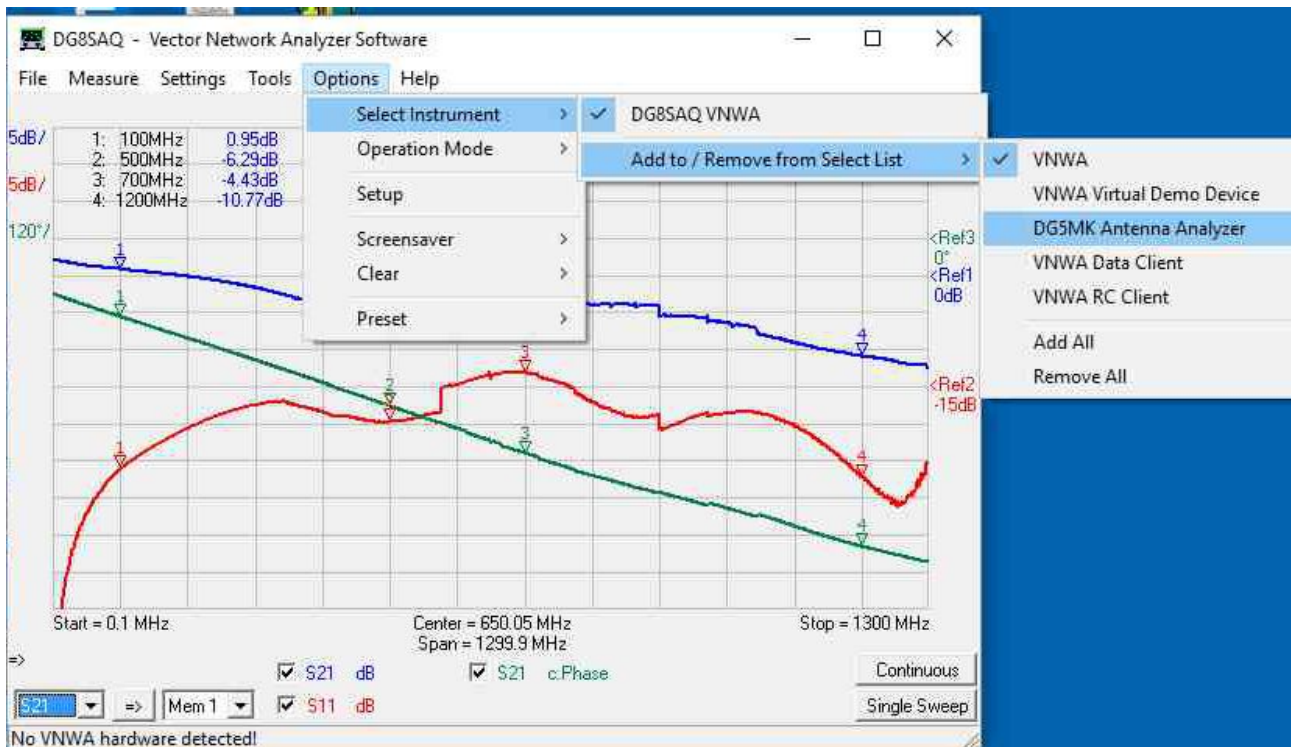 DG8SAQ - Vector Network Analyzer Software
File Measure Settings Tools Options Help
Select Instrument
Operation Mode
Setup
Screensaver
Clear
Preset
DG8SAQ VNWA
Add to / Remove from Select List
VNWA
VNWA Virtual Demo Device
DG5MK Antenna Analyzer
VNWA Data Client
VNWA RC Client
Add All
Remove All
5dB/
5dB/
120°/
1: 100MHz 0.95dB
2: 500MHz -6.29dB
3: 700MHz -4.43dB
4: 1200MHz -10.77dB
<Ref3
0°
<Ref1
0dB
<Ref2
-15dB
1
1
1
2
2
3
3
4
4
4
Start = 0.1 MHz Center = 650.05 MHz Stop = 1300 MHz
Span = 1299.9 MHz
=>
S21 dB S21 c:Phase Continuous
S21 => Mem 1 S11 dB Single Sweep
No VNWA hardware detected!